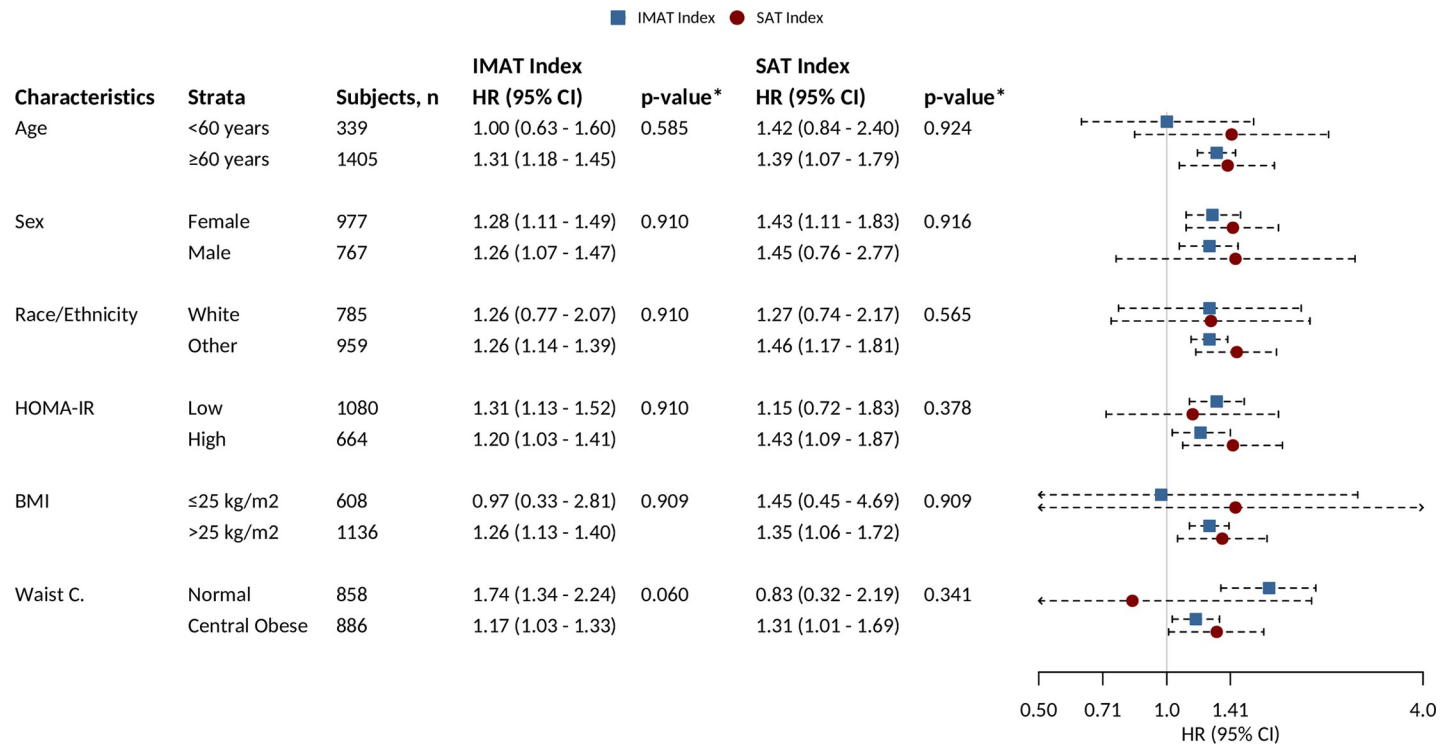 IMAT Index SAT Index
IMAT Index SAT Index
Characteristics Strata Subjects, n HR (95% CI) p-value* HR (95% CI) p-value*
Age <60 years 339 1.00 (0.63 - 1.60) 0.585 1.42 (0.84 - 2.40) 0.924
≥60 years 1405 1.31 (1.18 - 1.45) 1.39 (1.07 - 1.79)
Sex Female 977 1.28 (1.11 - 1.49) 0.910 1.43 (1.11 - 1.83) 0.916
Male 767 1.26 (1.07 - 1.47) 1.45 (0.76 - 2.77)
Race/Ethnicity White 785 1.26 (0.77 - 2.07) 0.910 1.27 (0.74 - 2.17) 0.565
Other 959 1.26 (1.14 - 1.39) 1.46 (1.17 - 1.81)
HOMA-IR Low 1080 1.31 (1.13 - 1.52) 0.910 1.15 (0.72 - 1.83) 0.378
High 664 1.20 (1.03 - 1.41) 1.43 (1.09 - 1.87)
BMI ≤25 kg/m2 608 0.97 (0.33 - 2.81) 0.909 1.45 (0.45 - 4.69) 0.909
>25 kg/m2 1136 1.26 (1.13 - 1.40) 1.35 (1.06 - 1.72)
Waist C. Normal 858 1.74 (1.34 - 2.24) 0.060 0.83 (0.32 - 2.19) 0.341
Central Obese 886 1.17 (1.03 - 1.33) 1.31 (1.01 - 1.69)
0.50 0.71 1.0 1.41 4.0
HR (95% CI)